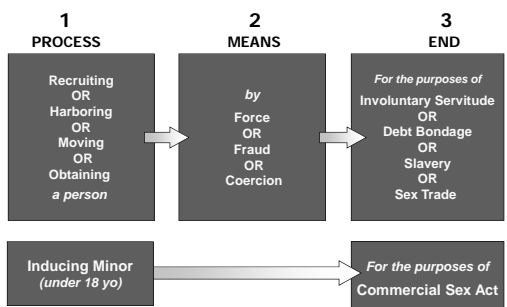 1
PROCESS
Recruiting
OR
Harboring
OR
Moving
OR
Obtaining
a person
2
MEANS
by
Force
OR
Fraud
OR
Coercion
3
END
For the purposes of
Involuntary Servitude
OR
Debt Bondage
OR
Slavery
OR
Sex Trade
Inducing Minor
(under 18 yo)
For the purposes of
Commercial Sex Act